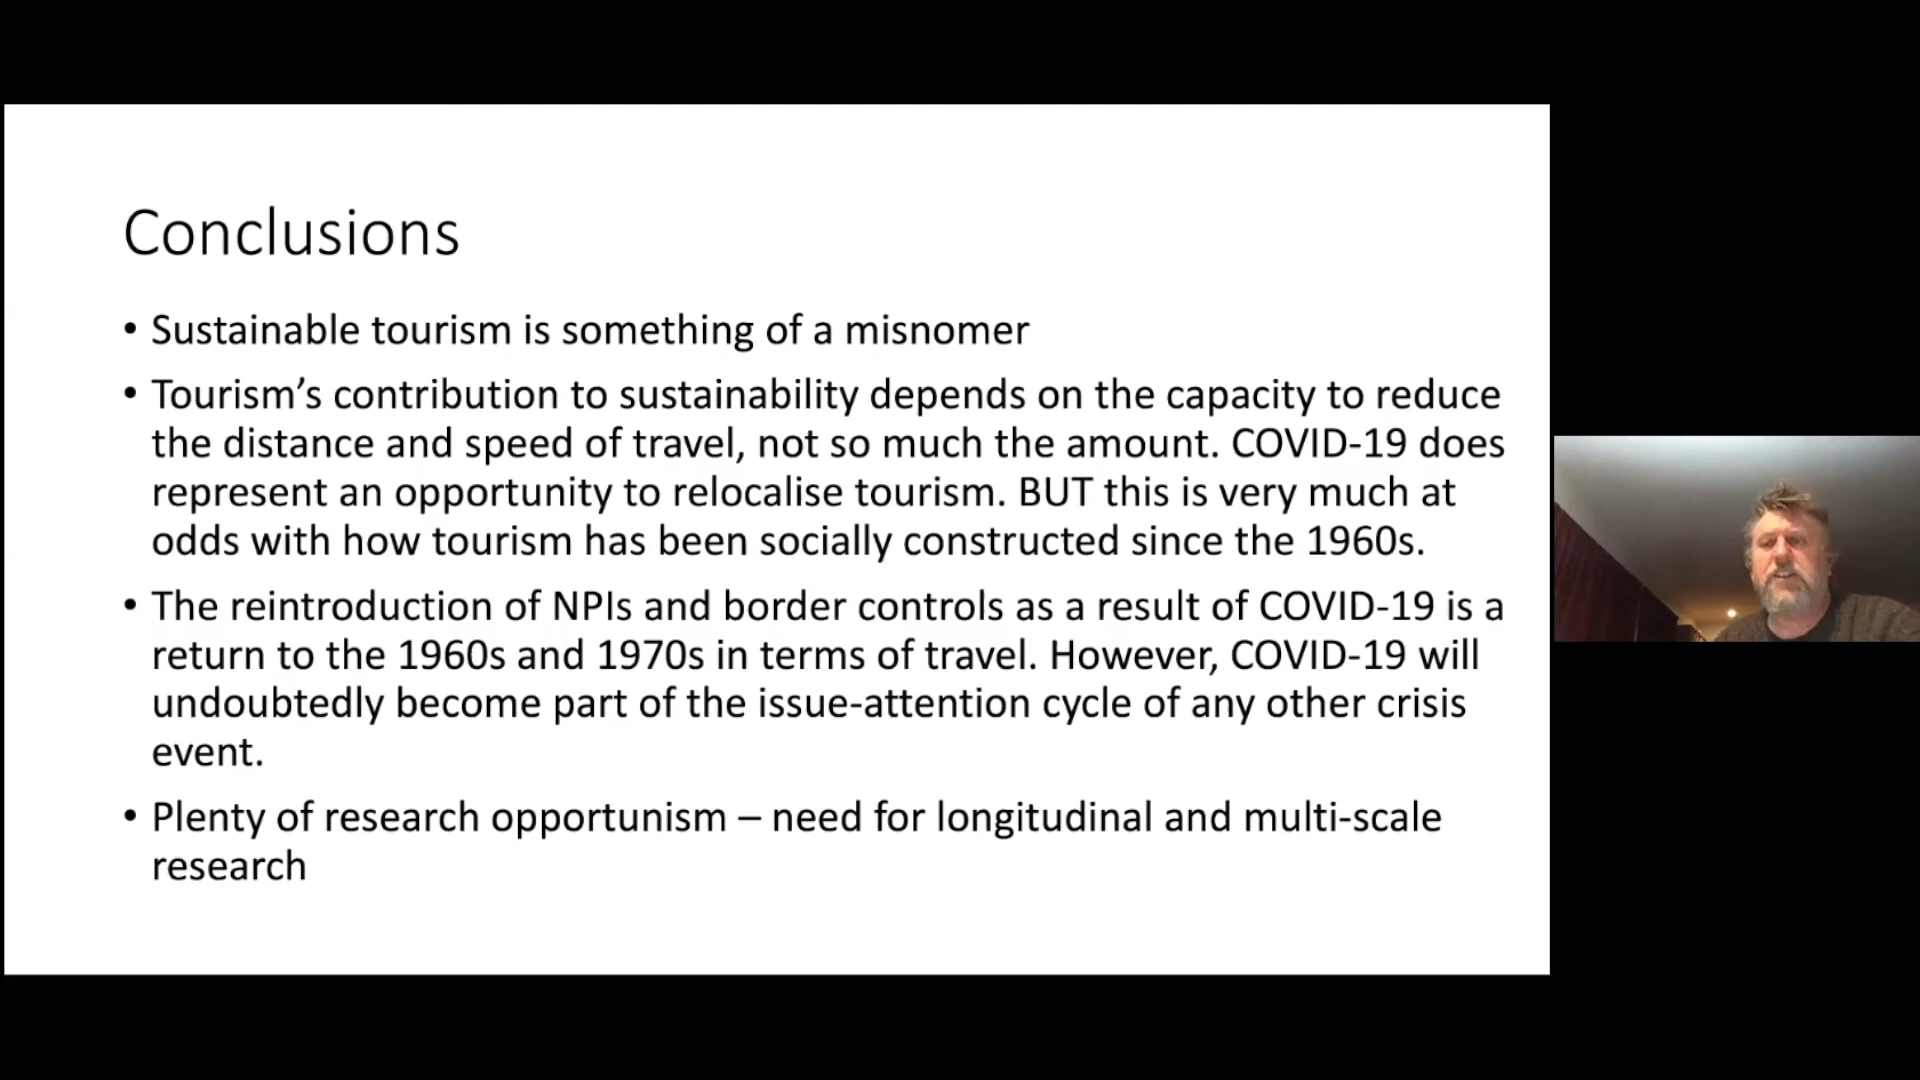 Conclusions
• Sustainable tourism is something of a misnomer
• Tourism’s contribution to sustainability depends on the capacity to reduce
the distance and speed of travel, not so much the amount. COVID-19 does
represent an opportunity to relocalise tourism. BUT this is very much at
odds with how tourism has been socially constructed since the 1960s.
• The reintroduction of NPIs and border controls as a result of COVID-19 is a
return to the 1960s and 1970s in terms of travel. However, COVID-19 will
undoubtedly become part of the issue-attention cycle of any other crisis
event.
• Plenty of research opportunism – need for longitudinal and multi-scale
research